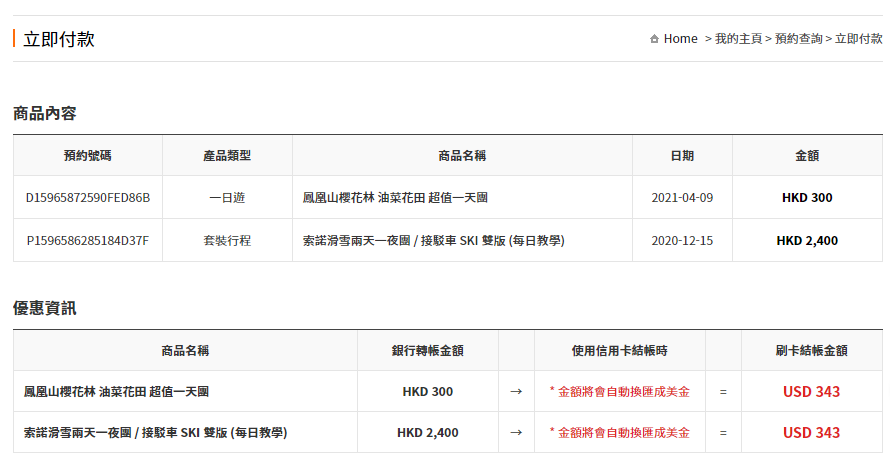 立即付款
Home > 我的主頁 > 預約查詢 > 立即付款
商品內容
預約號碼 產品類型 商品名稱 日期 金額
D15965872590FED86B 一日遊 鳳凰山櫻花林 油菜花田 超值一天團 2021-04-09 HKD 300
P1596586285184D37F 套裝行程 索諾滑雪兩天一夜團 / 接駁車 SKI 雙版 (每日教學) 2020-12-15 HKD 2,400
優惠資訊
商品名稱 銀行轉帳金額 使用信用卡結帳時 刷卡結帳金額
鳳凰山櫻花林 油菜花田 超值一天團 HKD 300 → * 金額將會自動換匯成美金 = USD 343
索諾滑雪兩天一夜團 / 接駁車 SKI 雙版 (每日教學) HKD 2,400 → * 金額將會自動換匯成美金 = USD 343